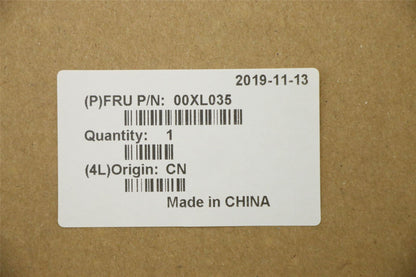 2019-11-13
(P)FRU P/N: 00XL035
Quantity: 1
(4L)Origin: CN
Made in CHINA